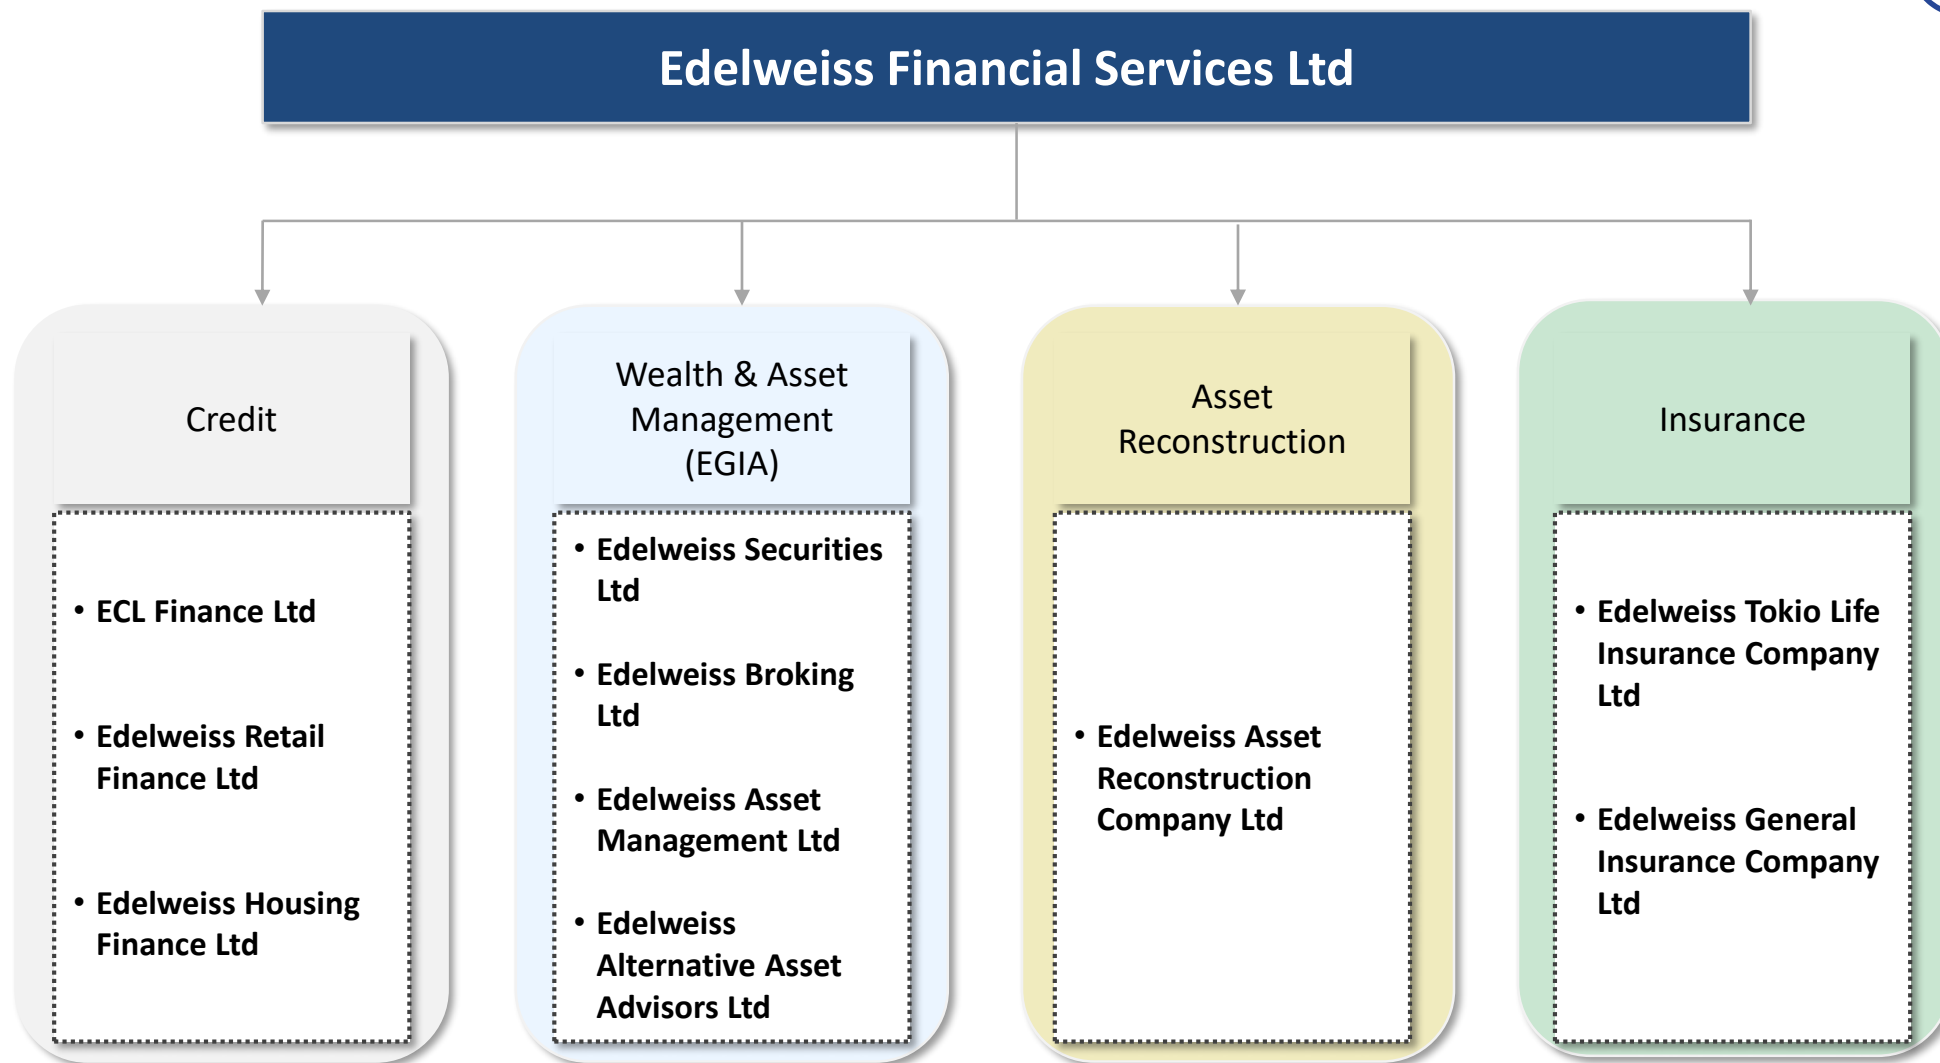 Edelweiss Financial Services Ltd
Credit
• ECL Finance Ltd
• Edelweiss Retail
Finance Ltd
• Edelweiss Housing
Finance Ltd
Wealth & Asset
Management
(EGIA)
• Edelweiss Securities
Ltd
• Edelweiss Broking
Ltd
• Edelweiss Asset
Management Ltd
• Edelweiss
Alternative Asset
Advisors Ltd
Asset
Reconstruction
• Edelweiss Asset
Reconstruction
Company Ltd
Insurance
• Edelweiss Tokio Life
Insurance Company
Ltd
• Edelweiss General
Insurance Company
Ltd